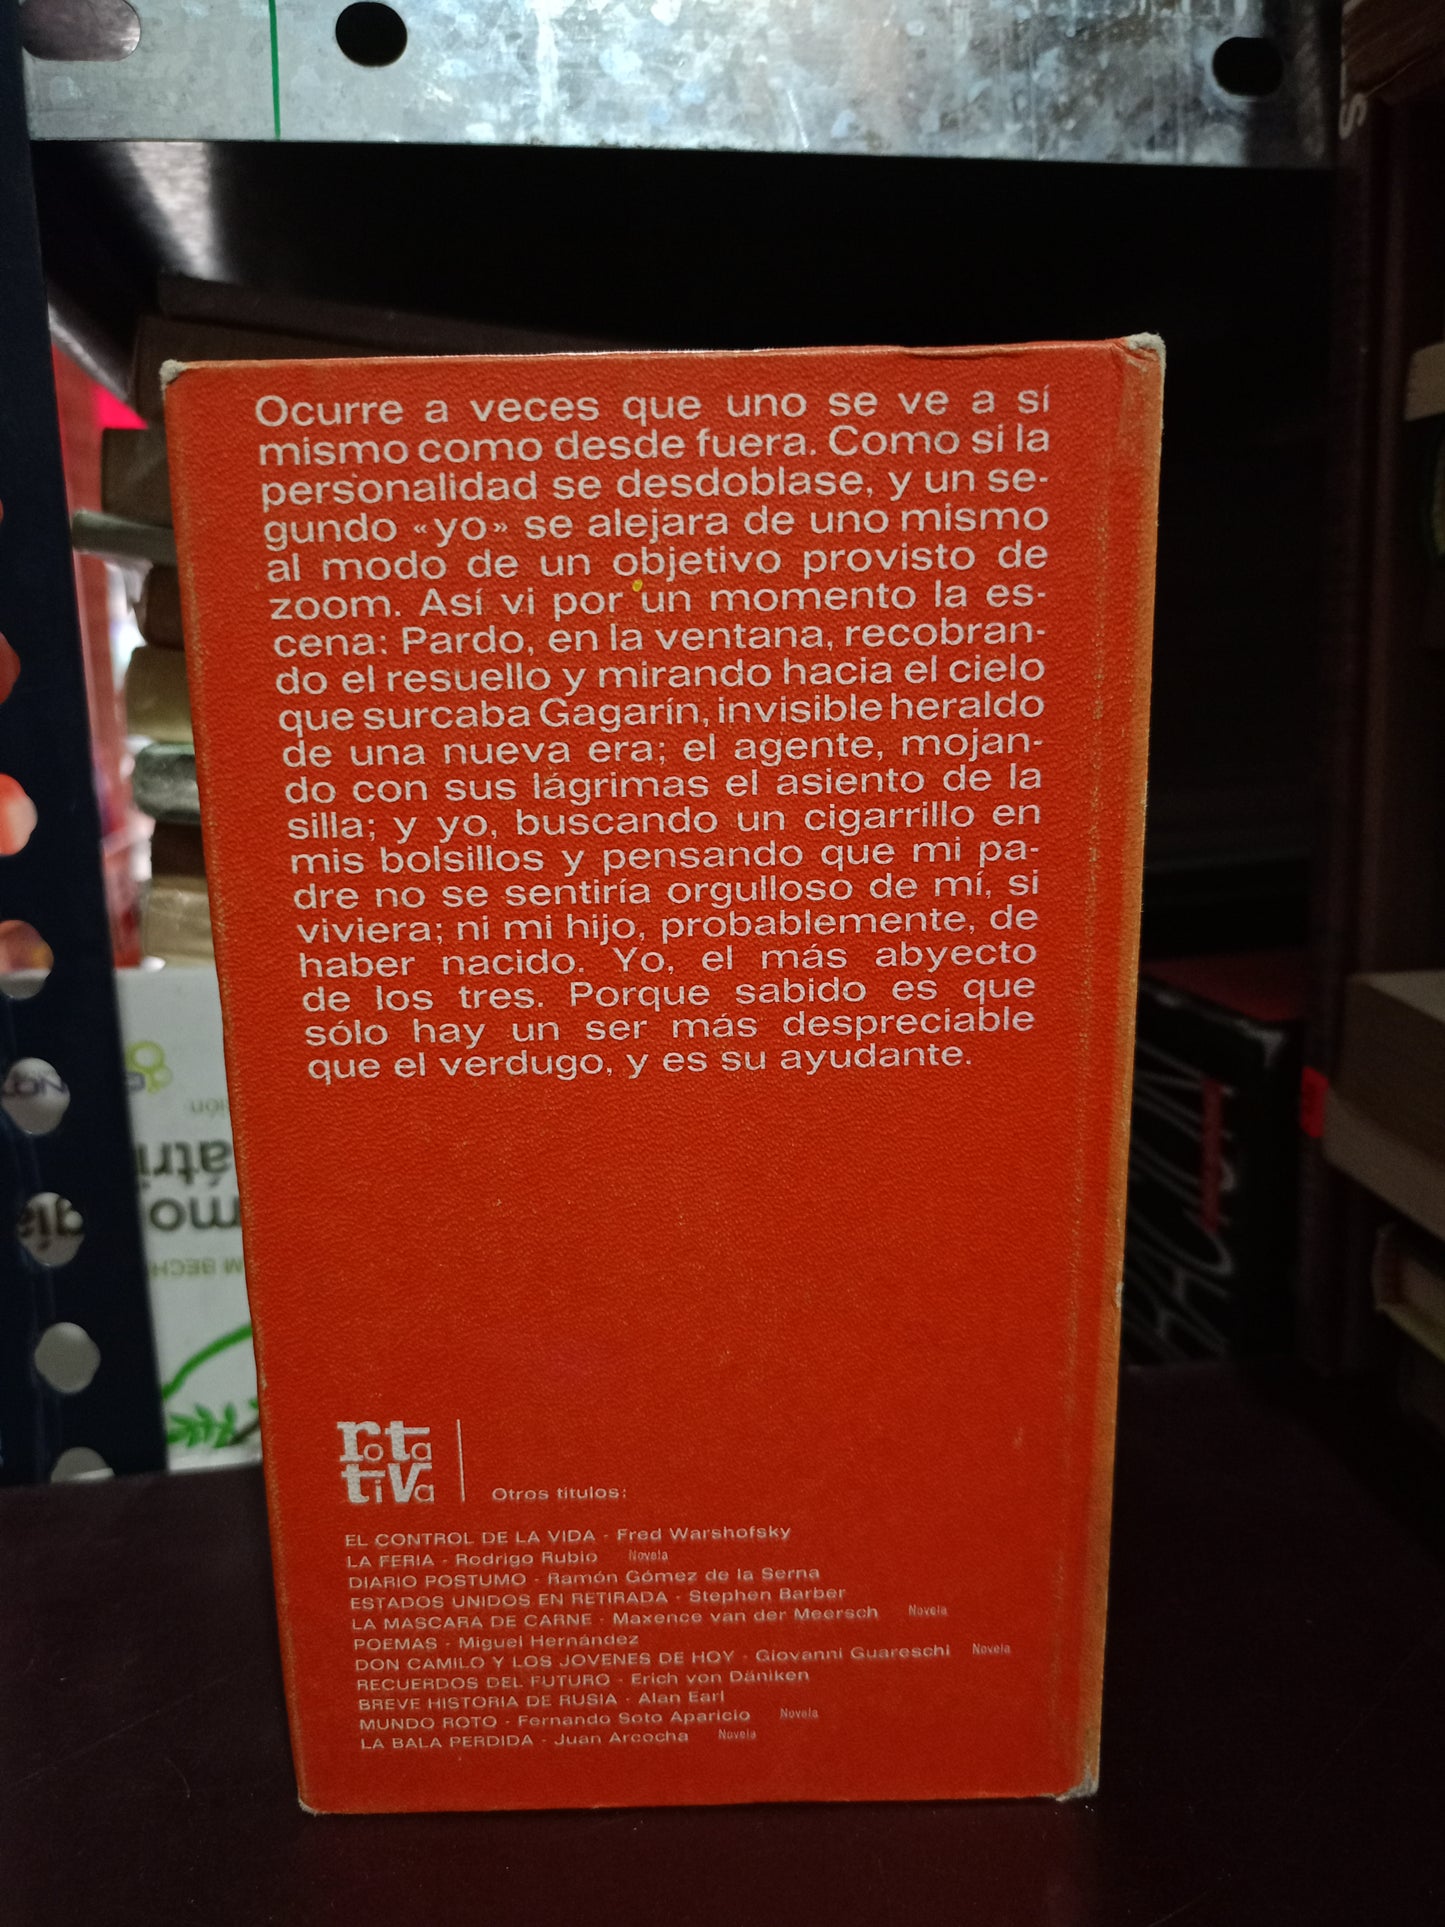 Ocurre a veces que uno se ve a sí
mismo como desde fuera. Como si la
personalidad se desdoblase, y un se-
gundo «yo» se alejara de uno mismo
al modo de un objetivo provisto de
zoom. Así vi por un momento la es-
cena: Pardo, en la ventana, recobran-
do el resuello y mirando hacia el cielo
que surcaba Gagarín, invisible heraldo
de una nueva era; el agente, mojan-
do con sus lágrimas el asiento de la
silla; y yo, buscando un cigarrillo en
mis bolsillos y pensando que mi pa-
dre no se sentiría orgulloso de mí, si
viviera; ni mi hijo, probablemente, de
haber nacido. Yo, el más abyecto
de los tres. Porque sabido es que
sólo hay un ser más despreciable
que el verdugo, y es su ayudante.
rota
tiva
Otros títulos:
EL CONTROL DE LA VIDA - Fred Warshofsky
LA FERIA - Rodrigo Rubio Novela
DIARIO POSTUMO - Ramón Gómez de la Serna
ESTADOS UNIDOS EN RETIRADA - Stephen Barber
LA MASCARA DE CARNE - Maxence van der Meersch Novela
POEMAS - Miguel Hernández
DON CAMILO Y LOS JOVENES DE HOY - Giovanni Guareschi Novela
RECUERDOS DEL FUTURO - Erich von Däniken
BREVE HISTORIA DE RUSIA - Alan Earl
MUNDO ROTO - Fernando Soto Aparicio Novela
LA BALA PERDIDA - Juan Arcocha Novela